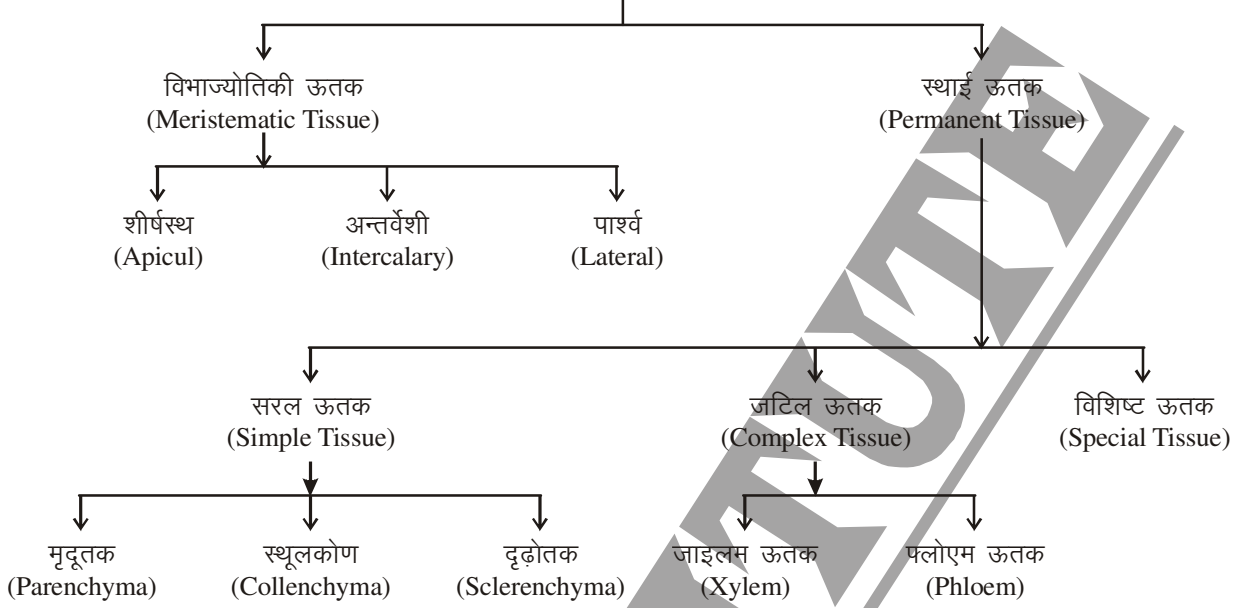 विभाज्योतिकी ऊतक
(Meristematic Tissue)
स्थाई ऊतक
(Permanent Tissue)
शीर्षस्थ
(Apicul)
अन्तर्वेशी
(Intercalary)
पार्श्व
(Lateral)
सरल ऊतक
(Simple Tissue)
जटिल ऊतक
(Complex Tissue)
विशिष्ट ऊतक
(Special Tissue)
मृदूतक
(Parenchyma)
स्थूलकोण
(Collenchyma)
दृढ़ोतक
(Sclerenchyma)
जाइलम ऊतक
(Xylem)
फ्लोएम ऊतक
(Phloem)
TUTE